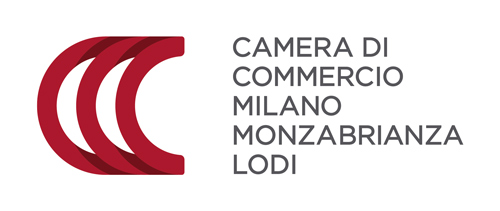 CAMERA DI
COMMERCIO
MILANO
MONZABRIANZA
LODI